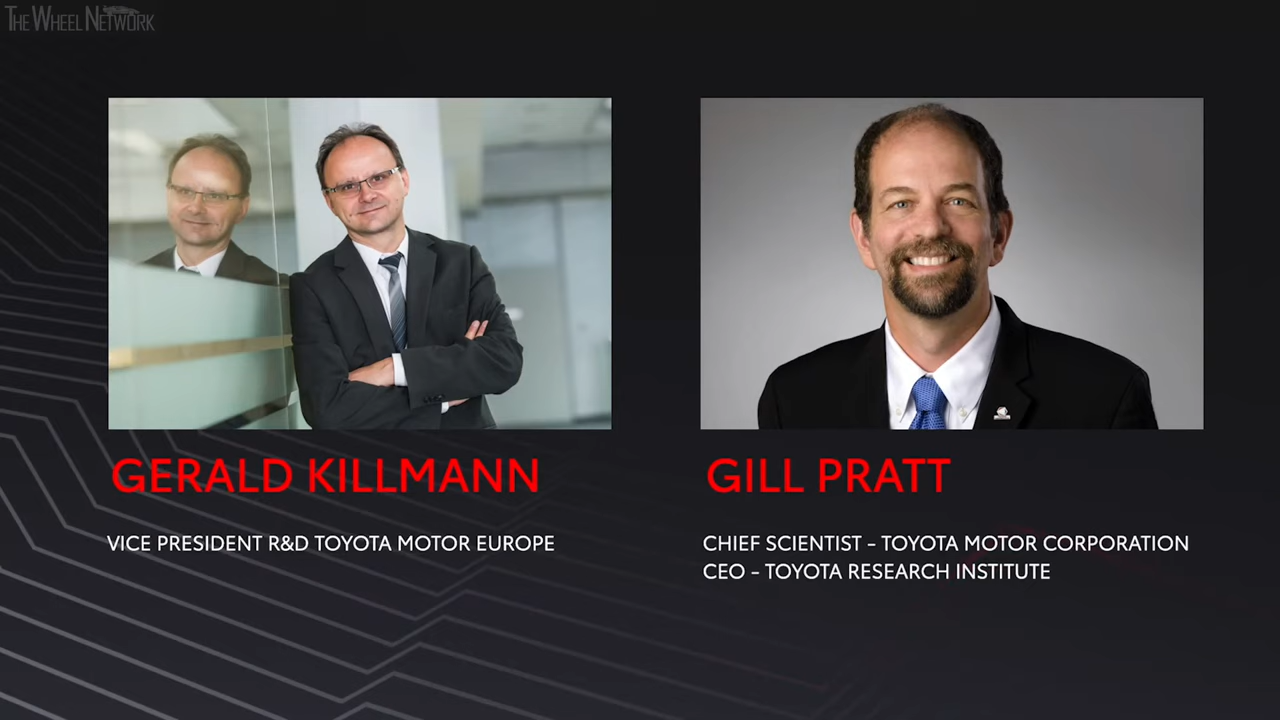 THE WHEEL NETWORK
GERALD KILLMANN
VICE PRESIDENT R&D TOYOTA MOTOR EUROPE
GILL PRATT
CHIEF SCIENTIST - TOYOTA MOTOR CORPORATION
CEO - TOYOTA RESEARCH INSTITUTE